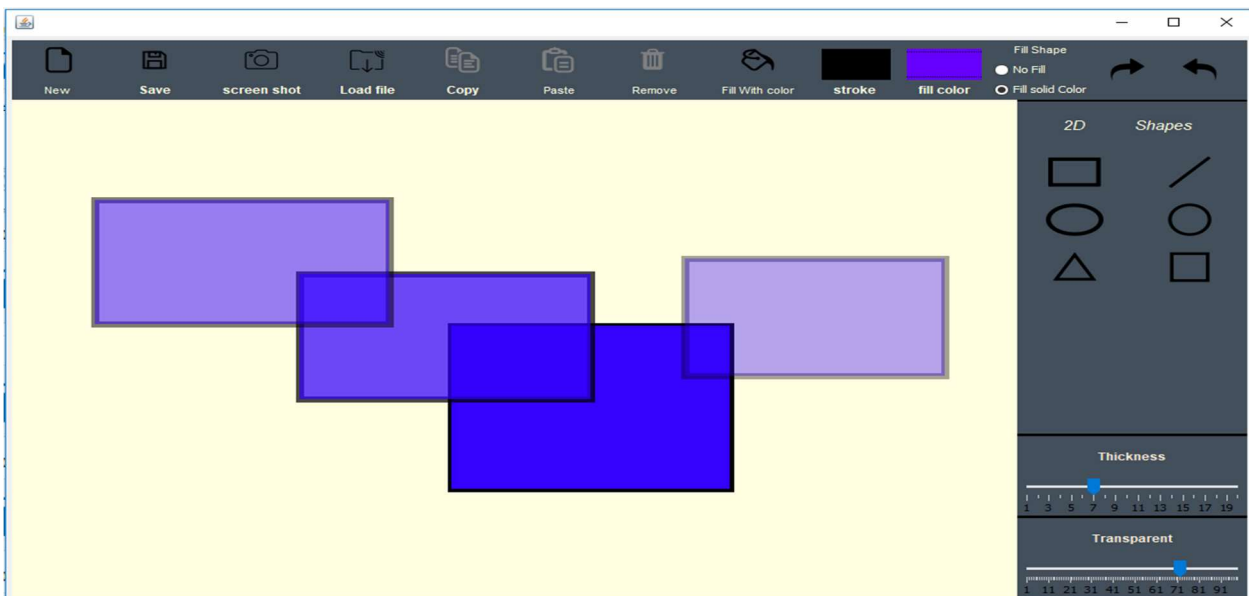 New
Save
screen shot
Load file
Copy
Paste
Remove
Fill With color
stroke
fill color
Fill Shape
No Fill
Fill solid Color
2D Shapes
Thickness
1 3 5 7 9 11 13 15 17 19
Transparent
1 11 21 31 41 51 61 71 81 91